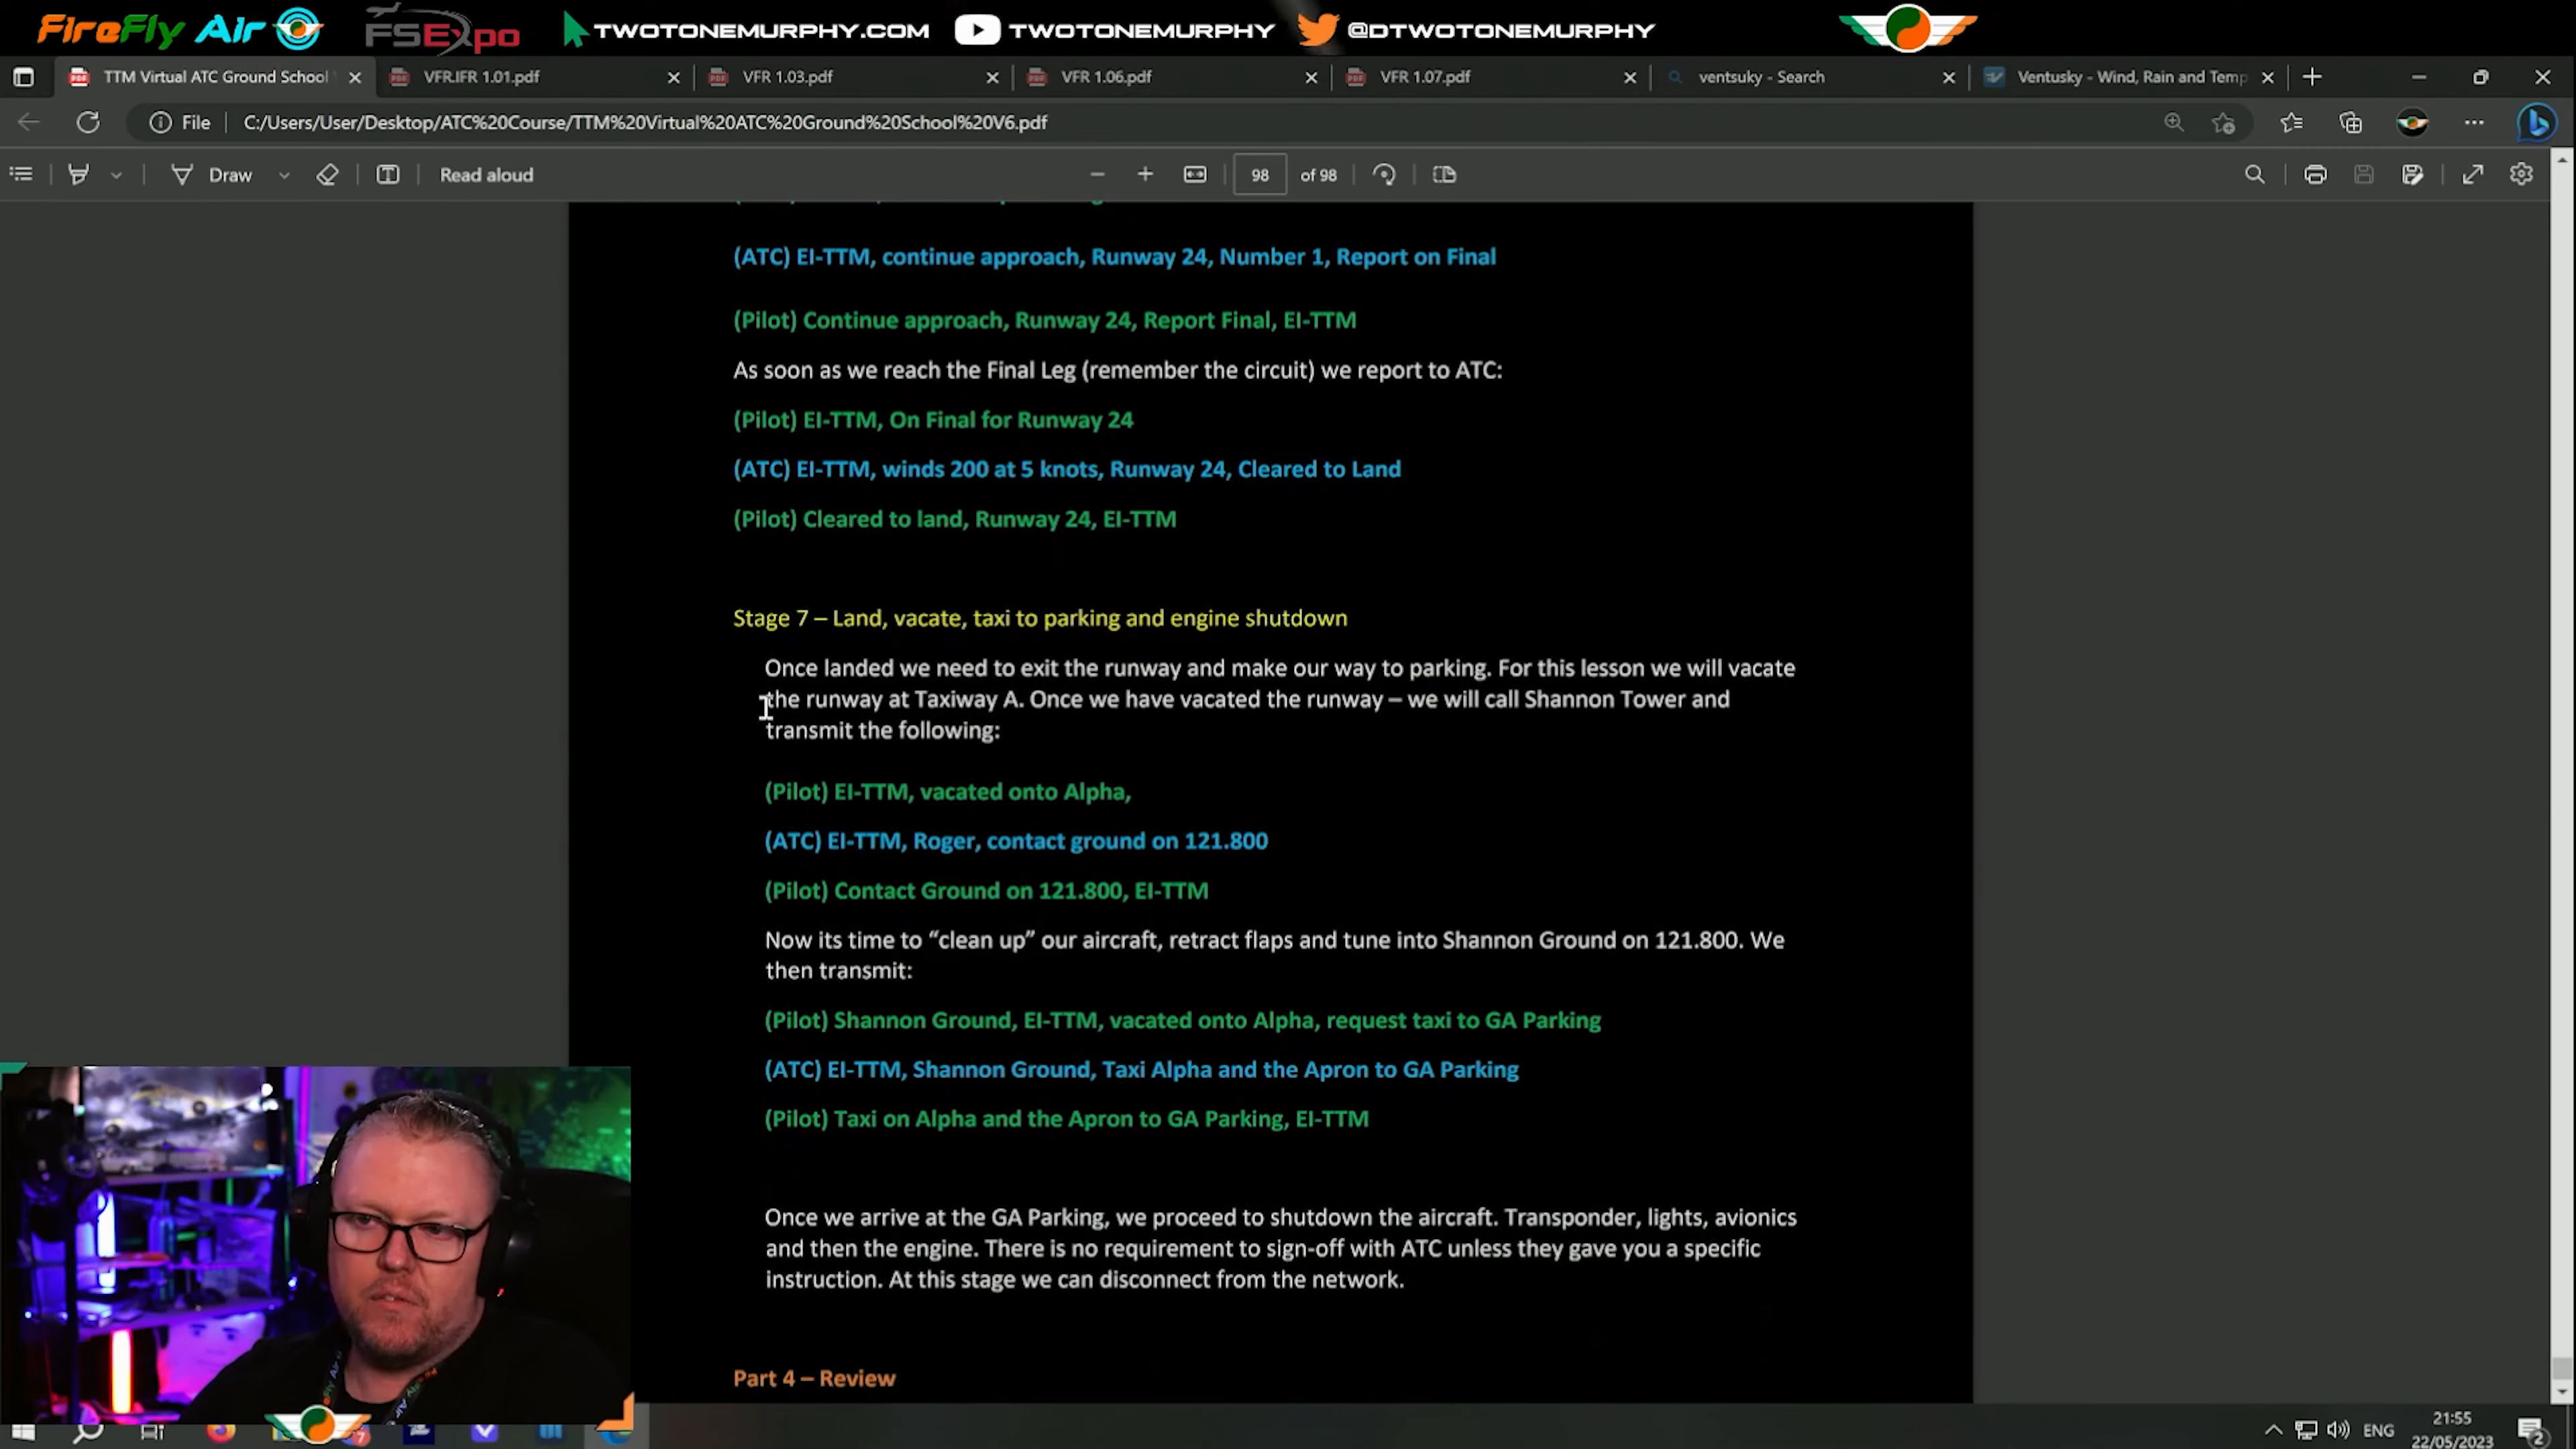 FireFly Air FSExpo TWOTONEMURPHY.COM TWOTONEMURPHY @DTWOTONEMURPHY
TTM Virtual ATC Ground School VFR.IFR 1.01.pdf VFR 1.03.pdf VFR 1.06.pdf VFR 1.07.pdf ventsuky - Search Ventusky - Wind, Rain and Temp
File C:/Users/User/Desktop/ATC%20Course/TTM%20Virtual%20ATC%20Ground%20School%20V6.pdf
Draw Read aloud 98 of 98
(ATC) EI-TTM, continue approach, Runway 24, Number 1, Report on Final
(Pilot) Continue approach, Runway 24, Report Final, EI-TTM
As soon as we reach the Final Leg (remember the circuit) we report to ATC:
(Pilot) EI-TTM, On Final for Runway 24
(ATC) EI-TTM, winds 200 at 5 knots, Runway 24, Cleared to Land
(Pilot) Cleared to land, Runway 24, EI-TTM
Stage 7 – Land, vacate, taxi to parking and engine shutdown
Once landed we need to exit the runway and make our way to parking. For this lesson we will vacate
the runway at Taxiway A. Once we have vacated the runway – we will call Shannon Tower and
transmit the following:
(Pilot) EI-TTM, vacated onto Alpha,
(ATC) EI-TTM, Roger, contact ground on 121.800
(Pilot) Contact Ground on 121.800, EI-TTM
Now its time to “clean up” our aircraft, retract flaps and tune into Shannon Ground on 121.800. We
then transmit:
(Pilot) Shannon Ground, EI-TTM, vacated onto Alpha, request taxi to GA Parking
(ATC) EI-TTM, Shannon Ground, Taxi Alpha and the Apron to GA Parking
(Pilot) Taxi on Alpha and the Apron to GA Parking, EI-TTM
Once we arrive at the GA Parking, we proceed to shutdown the aircraft. Transponder, lights, avionics
and then the engine. There is no requirement to sign-off with ATC unless they gave you a specific
instruction. At this stage we can disconnect from the network.
Part 4 – Review
ENG
21:55
22/05/2023
2